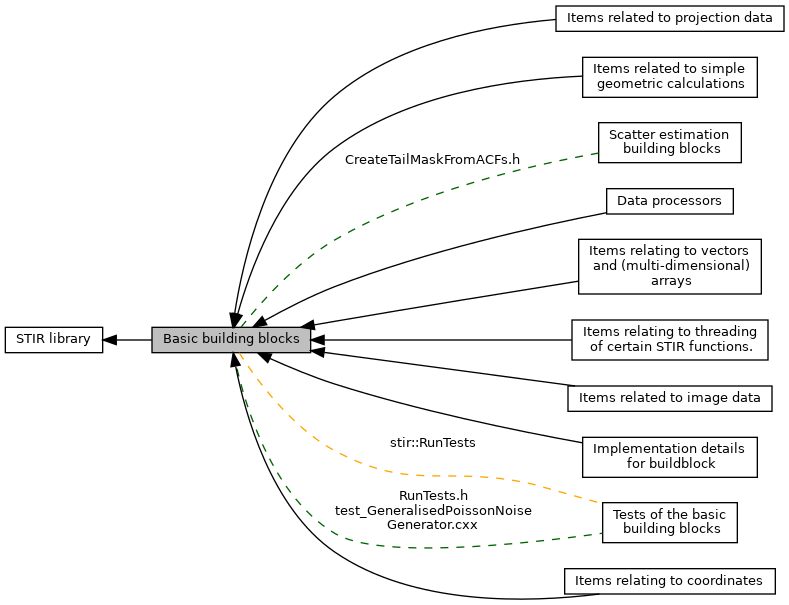 Items related to projection data
Items related to simple
geometric calculations
CreateTailMaskFromACFs.h
Scatter estimation
building blocks
Data processors
Items relating to vectors
and (multi-dimensional)
arrays
STIR library
Basic building blocks
Items relating to threading
of certain STIR functions.
Items related to image data
stir::RunTests
Implementation details
for buildblock
RunTests.h
test_GeneralisedPoissonNoise
Generator.cxx
Tests of the basic
building blocks
Items relating to coordinates